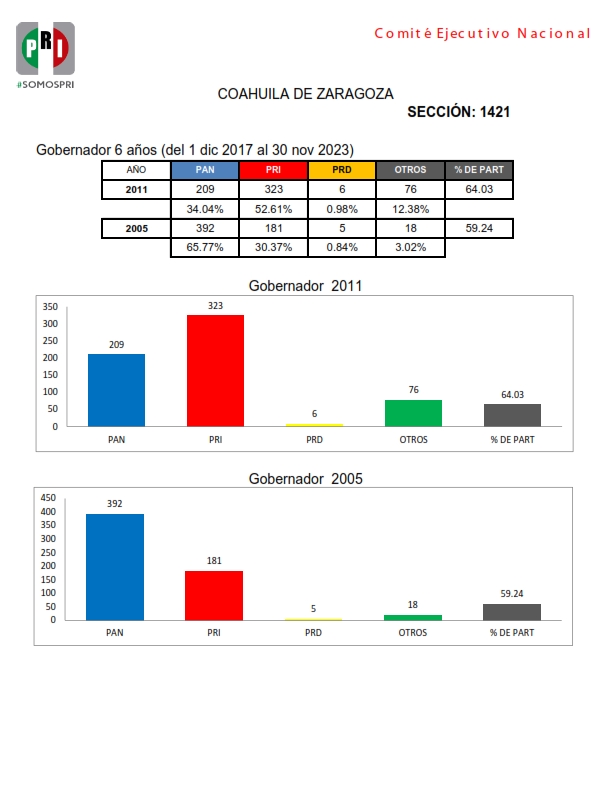 Comité Ejecutivo Nacional
PRI
#SOMOSPRI
COAHUILA DE ZARAGOZA
SECCIÓN: 1421
Gobernador 6 años (del 1 dic 2017 al 30 nov 2023)
AÑO PAN PRI PRD OTROS % DE PART
2011 209 323 6 76 64.03
34.04% 52.61% 0.98% 12.38%
2005 392 181 5 18 59.24
65.77% 30.37% 0.84% 3.02%
Gobernador 2011
350
300
250
200
150
100
50
0
209
323
6
76
64.03
PAN PRI PRD OTROS % DE PART
Gobernador 2005
450
400
350
300
250
200
150
100
50
0
392
181
5
18
59.24
PAN PRI PRD OTROS % DE PART